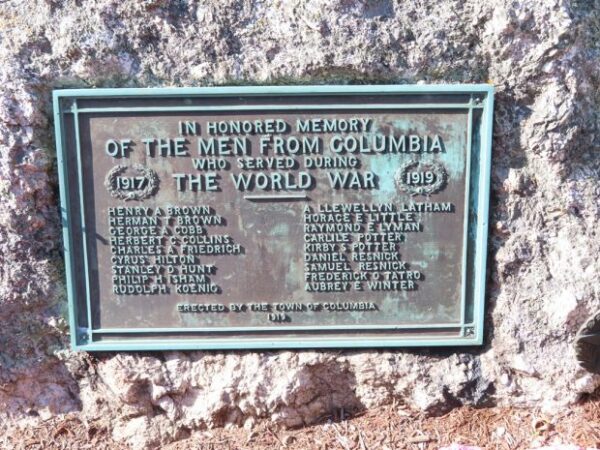 IN HONORED MEMORY
OF THE MEN FROM COLUMBIA
WHO SERVED DURING
1917 THE WORLD WAR 1919
HENRY A BROWN
HERMAN T BROWN
GEORGE A COBB
HERBERT C COLLINS
CHARLES A FRIEDRICH
CYRUS HILTON
STANLEY D HUNT
PHILIP H ISHAM
RUDOLPH KOENIG
A LLEWELLYN LATHAM
HORACE E LITTLE
RAYMOND E LYMAN
CARLILE POTTER
KIRBY S POTTER
DANIEL RESNICK
SAMUEL RESNICK
FREDERICK O TATRO
AUBREY E WINTER
ERECTED BY THE TOWN OF COLUMBIA
1919